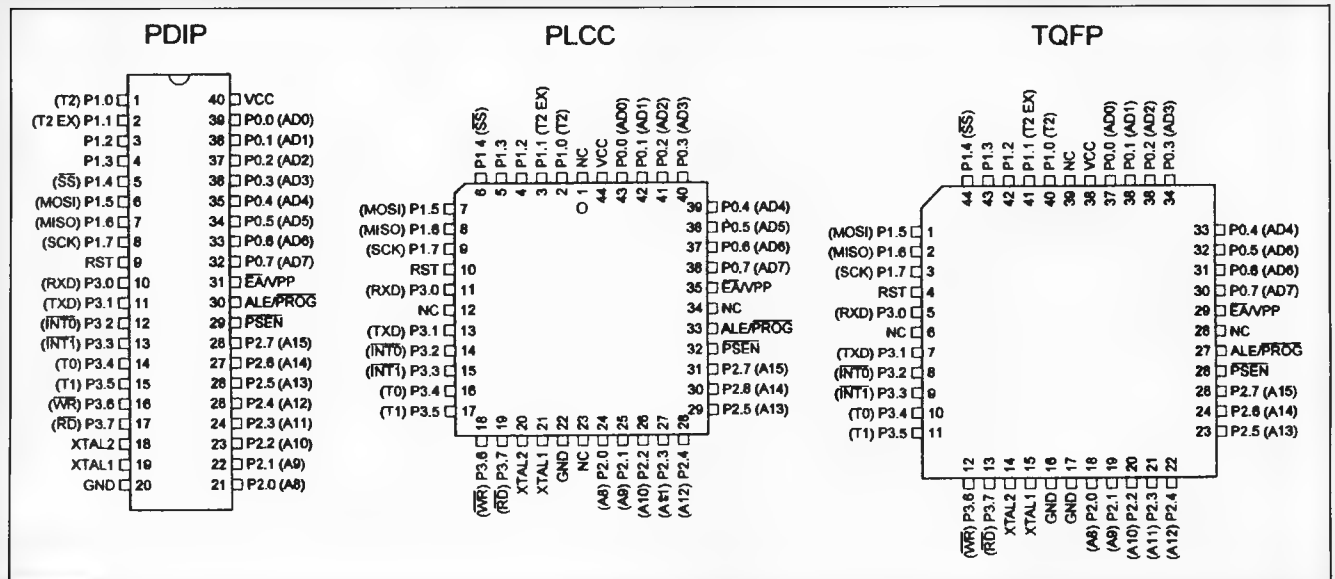 PDIP
(T2) P1.0 1 40 VCC
(T2 EX) P1.1 2 39 P0.0 (AD0)
P1.2 3 38 P0.1 (AD1)
P1.3 4 37 P0.2 (AD2)
(SS) P1.4 5 36 P0.3 (AD3)
(MOSI) P1.5 6 35 P0.4 (AD4)
(MISO) P1.6 7 34 P0.5 (AD5)
(SCK) P1.7 8 33 P0.6 (AD6)
RST 9 32 P0.7 (AD7)
(RXD) P3.0 10 31 EA/VPP
(TXD) P3.1 11 30 ALE/PROG
(INT0) P3.2 12 29 PSEN
(INT1) P3.3 13 28 P2.7 (A15)
(T0) P3.4 14 27 P2.6 (A14)
(T1) P3.5 15 26 P2.5 (A13)
(WR) P3.6 16 25 P2.4 (A12)
(RD) P3.7 17 24 P2.3 (A11)
XTAL2 18 23 P2.2 (A10)
XTAL1 19 22 P2.1 (A9)
GND 20 21 P2.0 (A8)
PLCC
P1.4 (SS) P1.3 P1.2 P1.1 (T2 EX) P1.0 (T2) NC VCC P0.0 (AD0) P0.1 (AD1) P0.2 (AD2) P0.3 (AD3)
6 5 4 3 2 1 44 43 42 41 40
(MOSI) P1.5 7 39 P0.4 (AD4)
(MISO) P1.6 8 38 P0.5 (AD5)
(SCK) P1.7 9 37 P0.6 (AD6)
RST 10 36 P0.7 (AD7)
(RXD) P3.0 11 35 EA/VPP
NC 12 34 NC
(TXD) P3.1 13 33 ALE/PROG
(INT0) P3.2 14 32 PSEN
(INT1) P3.3 15 31 P2.7 (A15)
(T0) P3.4 16 30 P2.6 (A14)
(T1) P3.5 17 29 P2.5 (A13)
18 19 20 21 22 23 24 25 26 27 28
(WR) P3.6 (RD) P3.7 XTAL2 XTAL1 GND NC (A8) P2.0 (A9) P2.1 (A10) P2.2 (A11) P2.3 (A12) P2.4
TQFP
P1.4 (SS) P1.3 P1.2 P1.1 (T2 EX) P1.0 (T2) NC VCC P0.0 (AD0) P0.1 (AD1) P0.2 (AD2) P0.3 (AD3)
44 43 42 41 40 39 38 37 36 35 34
(MOSI) P1.5 1 33 P0.4 (AD4)
(MISO) P1.6 2 32 P0.5 (AD5)
(SCK) P1.7 3 31 P0.6 (AD6)
RST 4 30 P0.7 (AD7)
(RXD) P3.0 5 29 EA/VPP
NC 6 28 NC
(TXD) P3.1 7 27 ALE/PROG
(INT0) P3.2 8 26 PSEN
(INT1) P3.3 9 25 P2.7 (A15)
(T0) P3.4 10 24 P2.6 (A14)
(T1) P3.5 11 23 P2.5 (A13)
12 13 14 15 16 17 18 19 20 21 22
(WR) P3.6 (RD) P3.7 XTAL2 XTAL1 GND GND (A8) P2.0 (A9) P2.1 (A10) P2.2 (A11) P2.3 (A12) P2.4